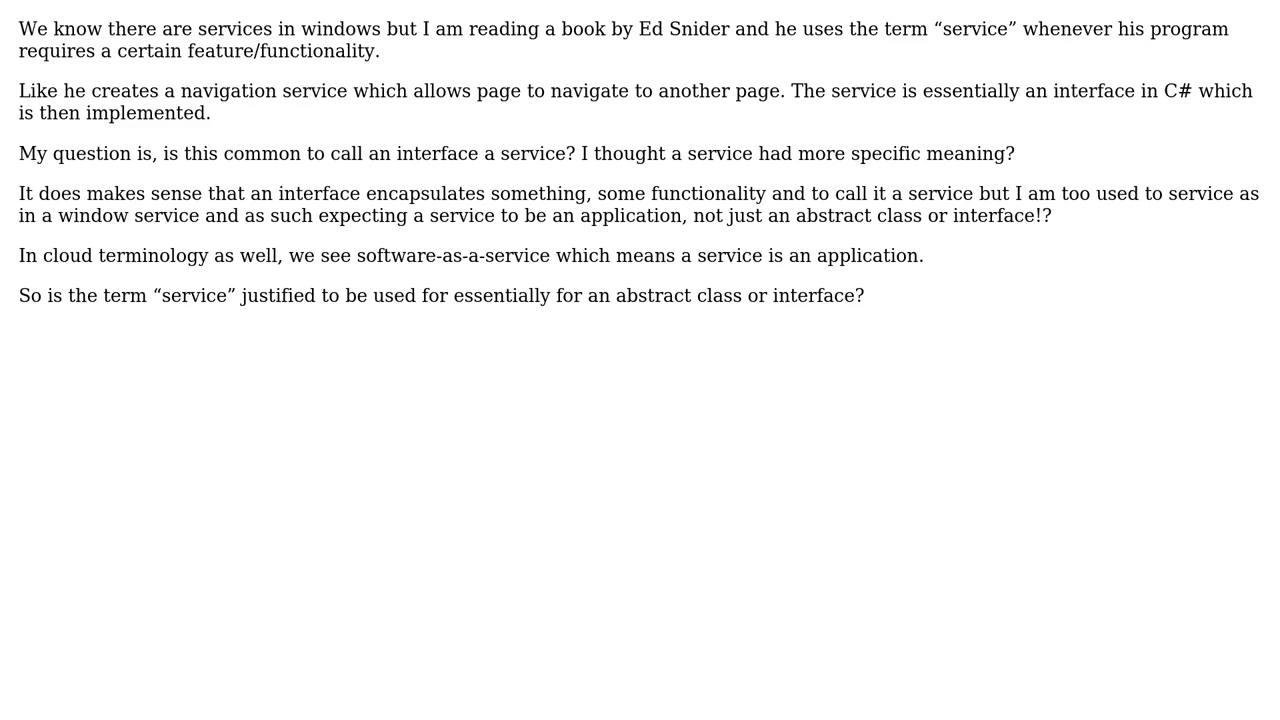 We know there are services in windows but I am reading a book by Ed Snider and he uses the term “service” whenever his program
requires a certain feature/functionality.
Like he creates a navigation service which allows page to navigate to another page. The service is essentially an interface in C# which
is then implemented.
My question is, is this common to call an interface a service? I thought a service had more specific meaning?
It does makes sense that an interface encapsulates something, some functionality and to call it a service but I am too used to service as
in a window service and as such expecting a service to be an application, not just an abstract class or interface!?
In cloud terminology as well, we see software-as-a-service which means a service is an application.
So is the term “service” justified to be used for essentially for an abstract class or interface?